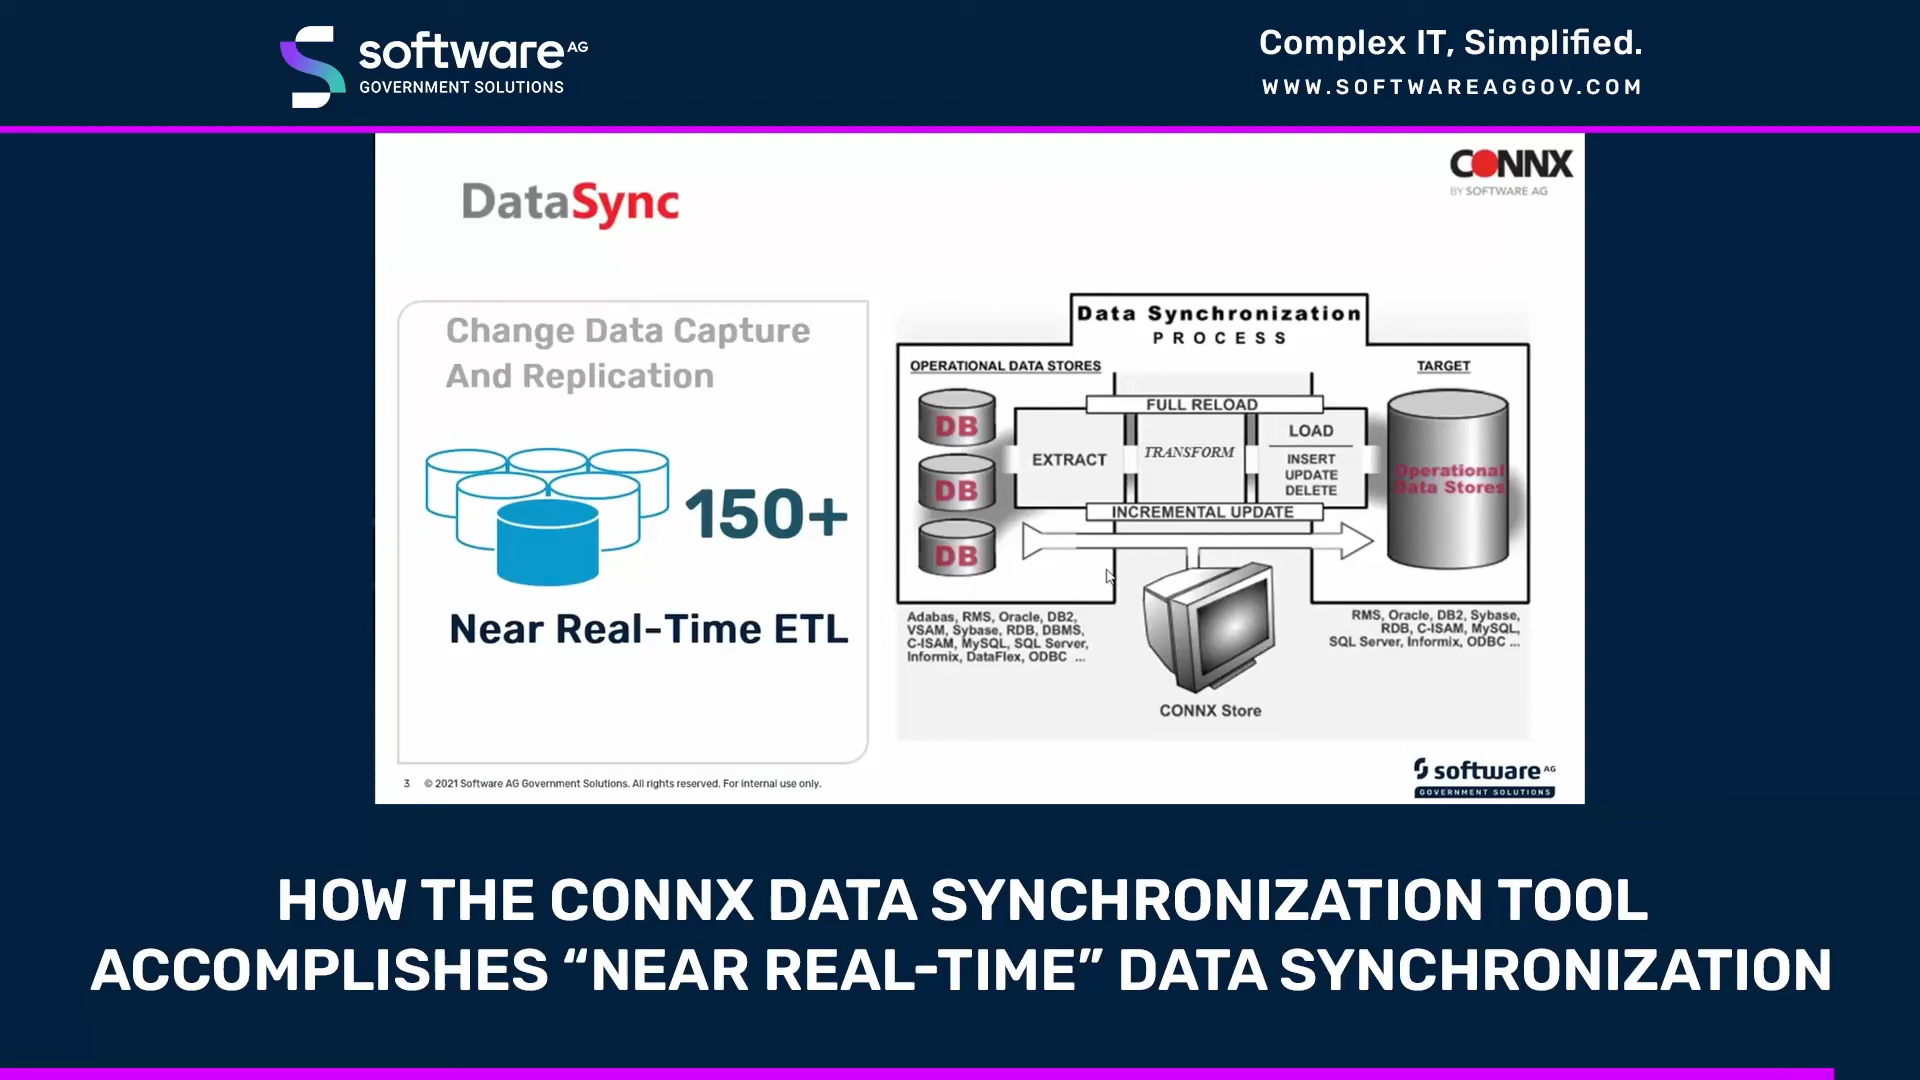 software AG
GOVERNMENT SOLUTIONS
Complex IT, Simplified.
WWW.SOFTWAREAGGOV.COM
DataSync
CONNX
BY SOFTWARE AG
Change Data Capture
And Replication
150+
Near Real-Time ETL
Data Synchronization
PROCESS
OPERATIONAL DATA STORES
TARGET
DB
DB
DB
FULL RELOAD
EXTRACT
TRANSFORM
LOAD
INSERT
UPDATE
DELETE
INCREMENTAL UPDATE
Operational
Data Stores
Adabas, RMS, Oracle, DB2,
VSAM, Sybase, RDB, DBMS,
C-ISAM, MySQL, SQL Server,
Informix, DataFlex, ODBC ...
RMS, Oracle, DB2, Sybase,
RDB, C-ISAM, MySQL,
SQL Server, Informix, ODBC ...
CONNX Store
3 © 2021 Software AG Government Solutions. All rights reserved. For internal use only.
software AG
GOVERNMENT SOLUTIONS
HOW THE CONNX DATA SYNCHRONIZATION TOOL
ACCOMPLISHES “NEAR REAL-TIME” DATA SYNCHRONIZATION